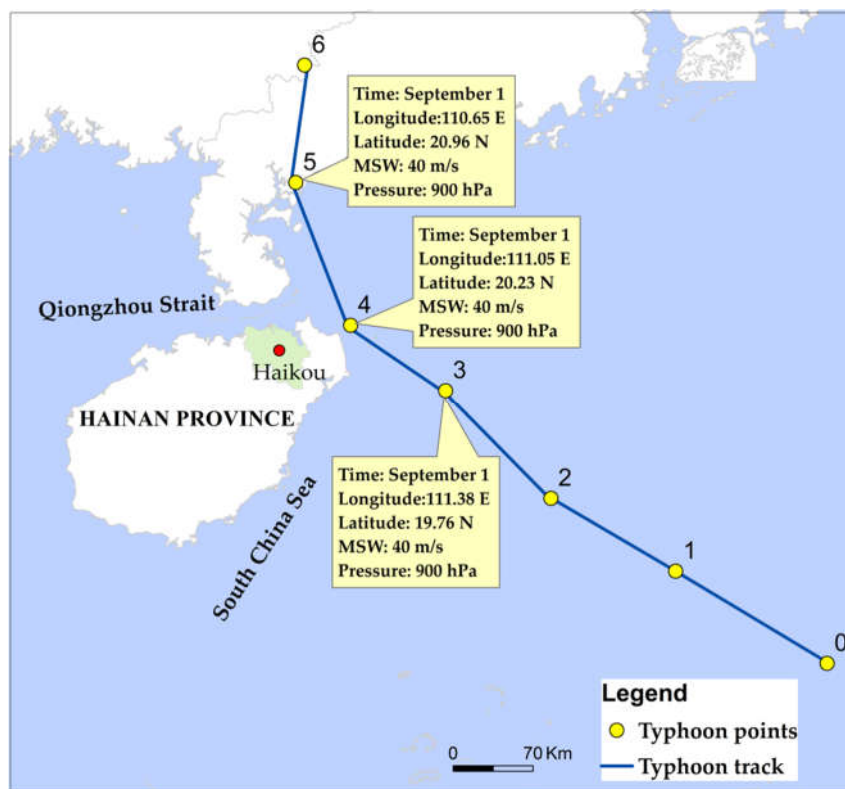 6
Time: September 1
Longitude:110.65 E
Latitude: 20.96 N
MSW: 40 m/s
Pressure: 900 hPa
5
Time: September 1
Longitude:111.05 E
Latitude: 20.23 N
MSW: 40 m/s
Pressure: 900 hPa
Qiongzhou Strait
4
Haikou
3
HAINAN PROVINCE
Time: September 1
Longitude:111.38 E
Latitude: 19.76 N
MSW: 40 m/s
Pressure: 900 hPa
2
South China Sea
1
0
Legend
Typhoon points
Typhoon track
0 70 Km